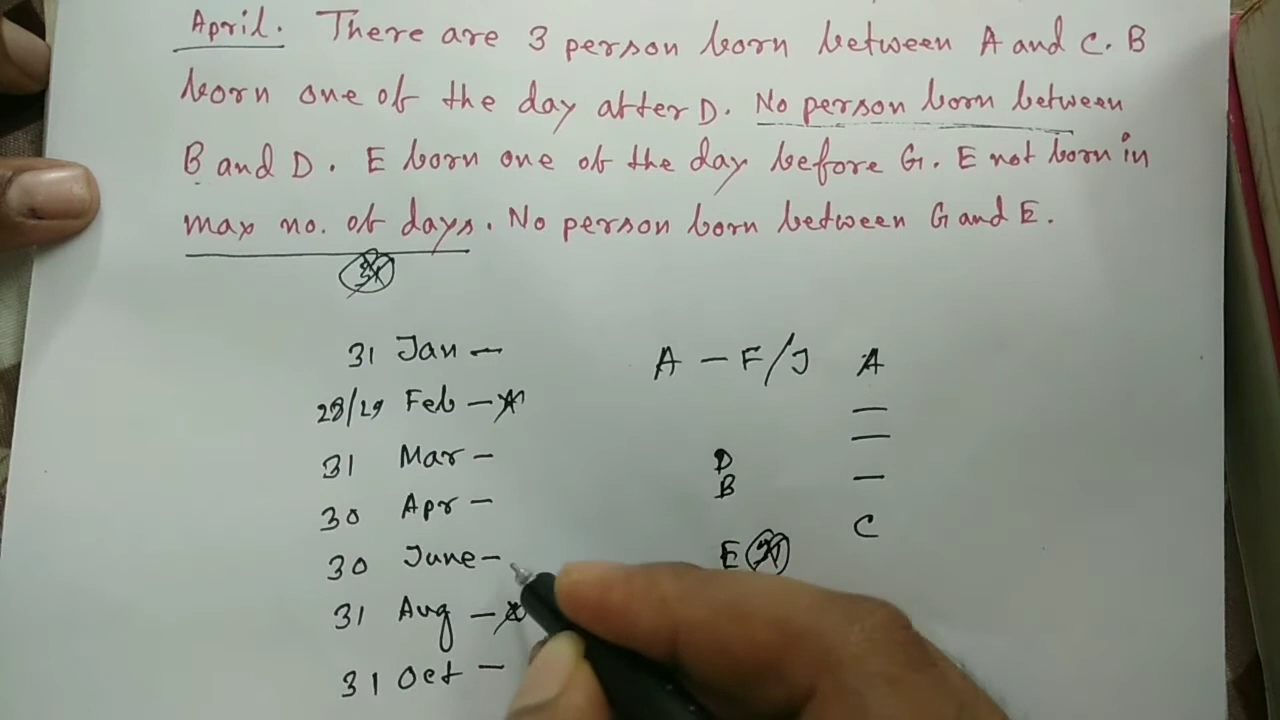 April. There are 3 person born between A and C. B
born one of the day after D. No person born between
B and D. E born one of the day before G. E not born in
max no. of days. No person born between G and E.
31
31 Jan —
28/29 Feb — A
31 Mar —
30 Apr —
30 June —
31 Aug —
31 Oct —
A — F/J
A
—
—
—
C
D
B
E 31